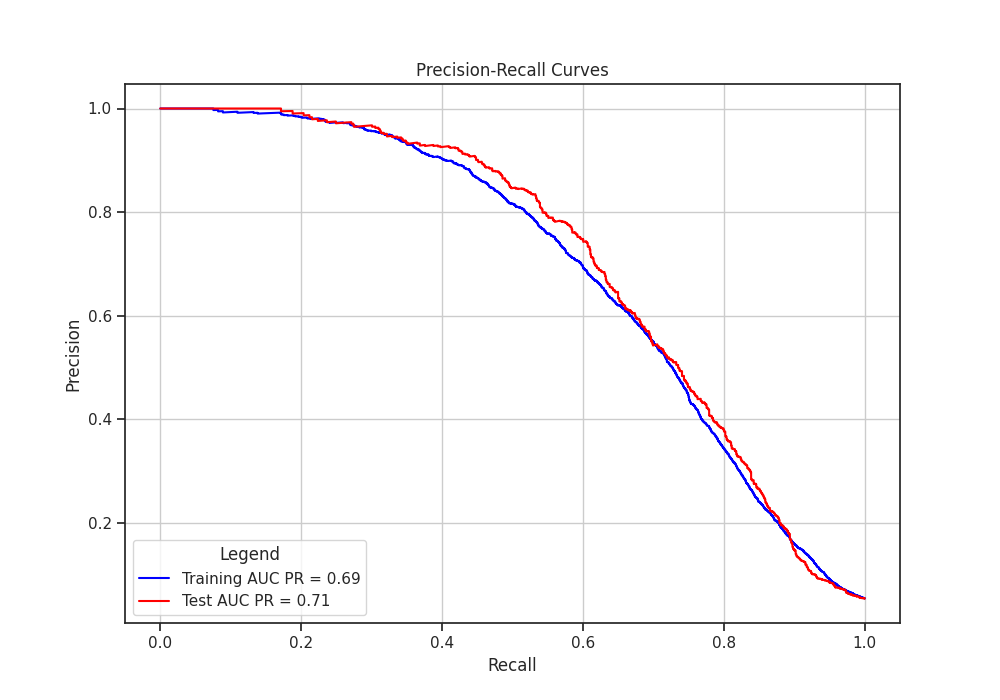 Precision-Recall Curves
1.0
0.8
0.6
0.4
0.2
Precision
Legend
Training AUC PR = 0.69
Test AUC PR = 0.71
0.0 0.2 0.4 0.6 0.8 1.0
Recall